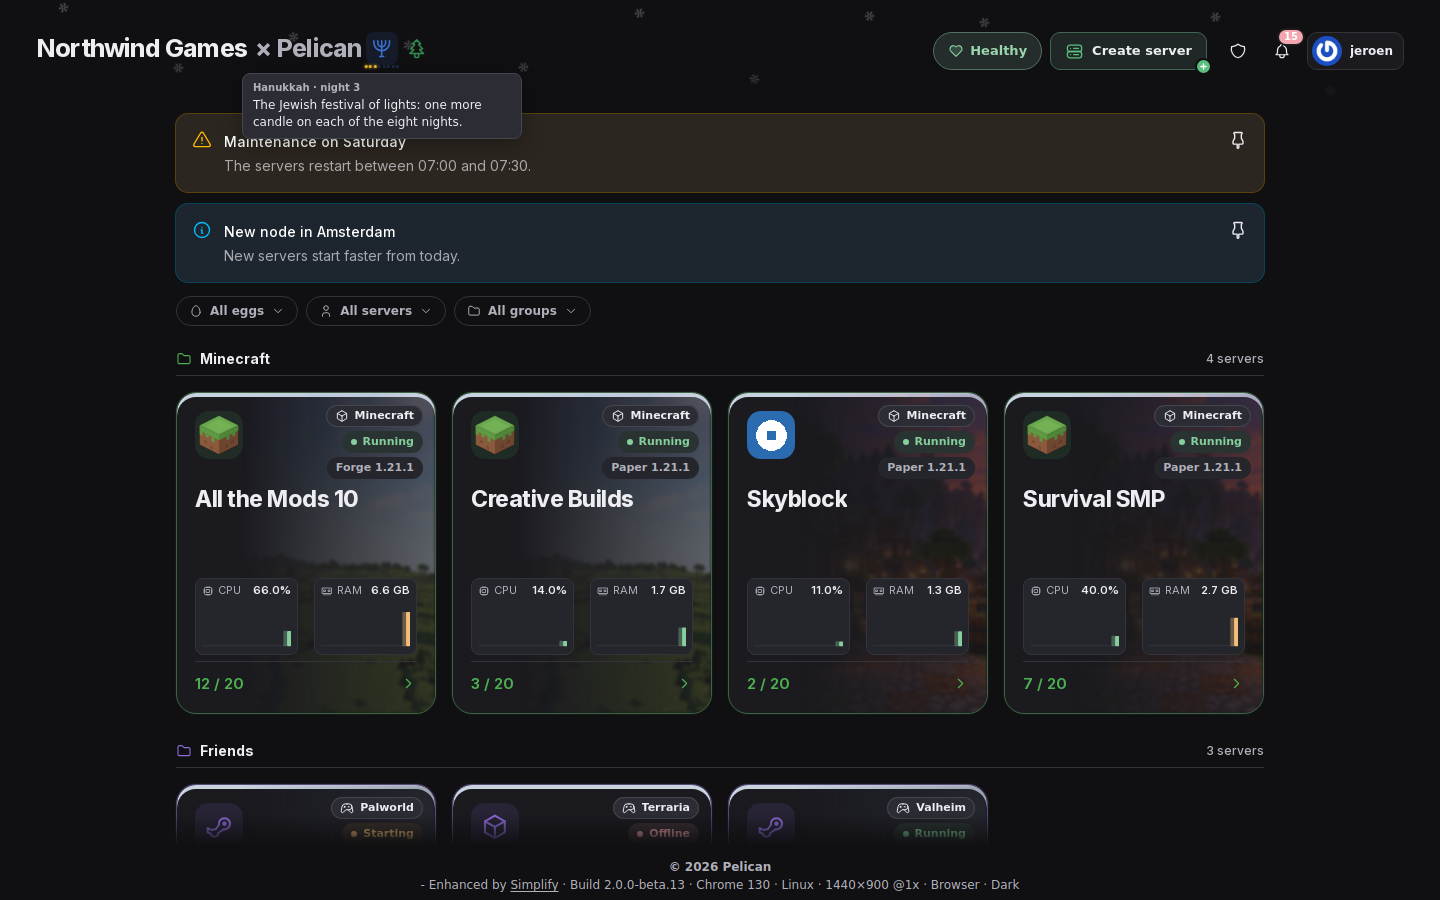 Northwind Games × Pelican
Healthy
Create server
15
jeroen
Hanukkah · night 3
The Jewish festival of lights: one more
candle on each of the eight nights.
Maintenance on Saturday
The servers restart between 07:00 and 07:30.
New node in Amsterdam
New servers start faster from today.
All eggs
All servers
All groups
Minecraft
4 servers
Minecraft
Running
Forge 1.21.1
All the Mods 10
CPU 66.0%
RAM 6.6 GB
12 / 20
Minecraft
Running
Paper 1.21.1
Creative Builds
CPU 14.0%
RAM 1.7 GB
3 / 20
Minecraft
Running
Paper 1.21.1
Skyblock
CPU 11.0%
RAM 1.3 GB
2 / 20
Minecraft
Running
Paper 1.21.1
Survival SMP
CPU 40.0%
RAM 2.7 GB
7 / 20
Friends
3 servers
Palworld
Starting
Terraria
Offline
Valheim
Running
© 2026 Pelican
- Enhanced by Simplify · Build 2.0.0-beta.13 · Chrome 130 · Linux · 1440×900 @1x · Browser · Dark